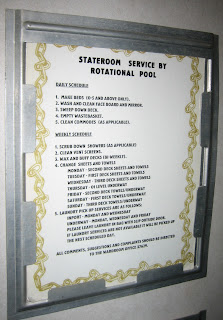 STATEROOM SERVICE BY
ROTATIONAL POOL
DAILY SCHEDULE
1. MAKE BEDS (0-5 AND ABOVE ONLY).
2. WASH AND CLEAN FACE BOARD AND MIRROR.
3. SWEEP DOWN DECK.
4. EMPTY WASTEBASKET.
5. CLEAN COMMODES (AS APPLICABLE).
WEEKLY SCHEDULE
1. SCRUB DOWN SHOWERS (AS APPLICABLE)
2. CLEAN VENT SCREENS.
3. WAX AND BUFF DECKS (BI WEEKLY).
4. CHANGE SHEETS AND TOWELS
MONDAY - SECOND DECK SHEETS AND TOWELS
TUESDAY - FIRST DECK SHEETS AND TOWELS
WEDNESDAY - THIRD DECK SHEETS AND TOWELS
THURSDAY - 01 LEVEL UNDERWAY
FRIDAY - SECOND DECK TOWELS/UNDERWAY
SATURDAY - FIRST DECK TOWELS/UNDERWAY
SUNDAY - THIRD DECK TOWELS/UNDERWAY
5. LAUNDRY PICK UP SERVICES ARE AS FOLLOWS:
INPORT - MONDAY AND WEDNESDAY
UNDERWAY - MONDAY, WEDNESDAY AND FRIDAY
PLEASE LEAVE LAUNDRY IN BAG WITH SLIP OUTSIDE DOOR.
IF LAUNDRY SERVICES ARE NOT AVAILABLE IT WILL BE PICKED UP
THE NEXT SCHEDULED DAY.
ALL COMMENTS, SUGGESTIONS AND COMPLAINTS SHOULD BE DIRECTED
TO THE WARDROOM OFFICE STAFF.